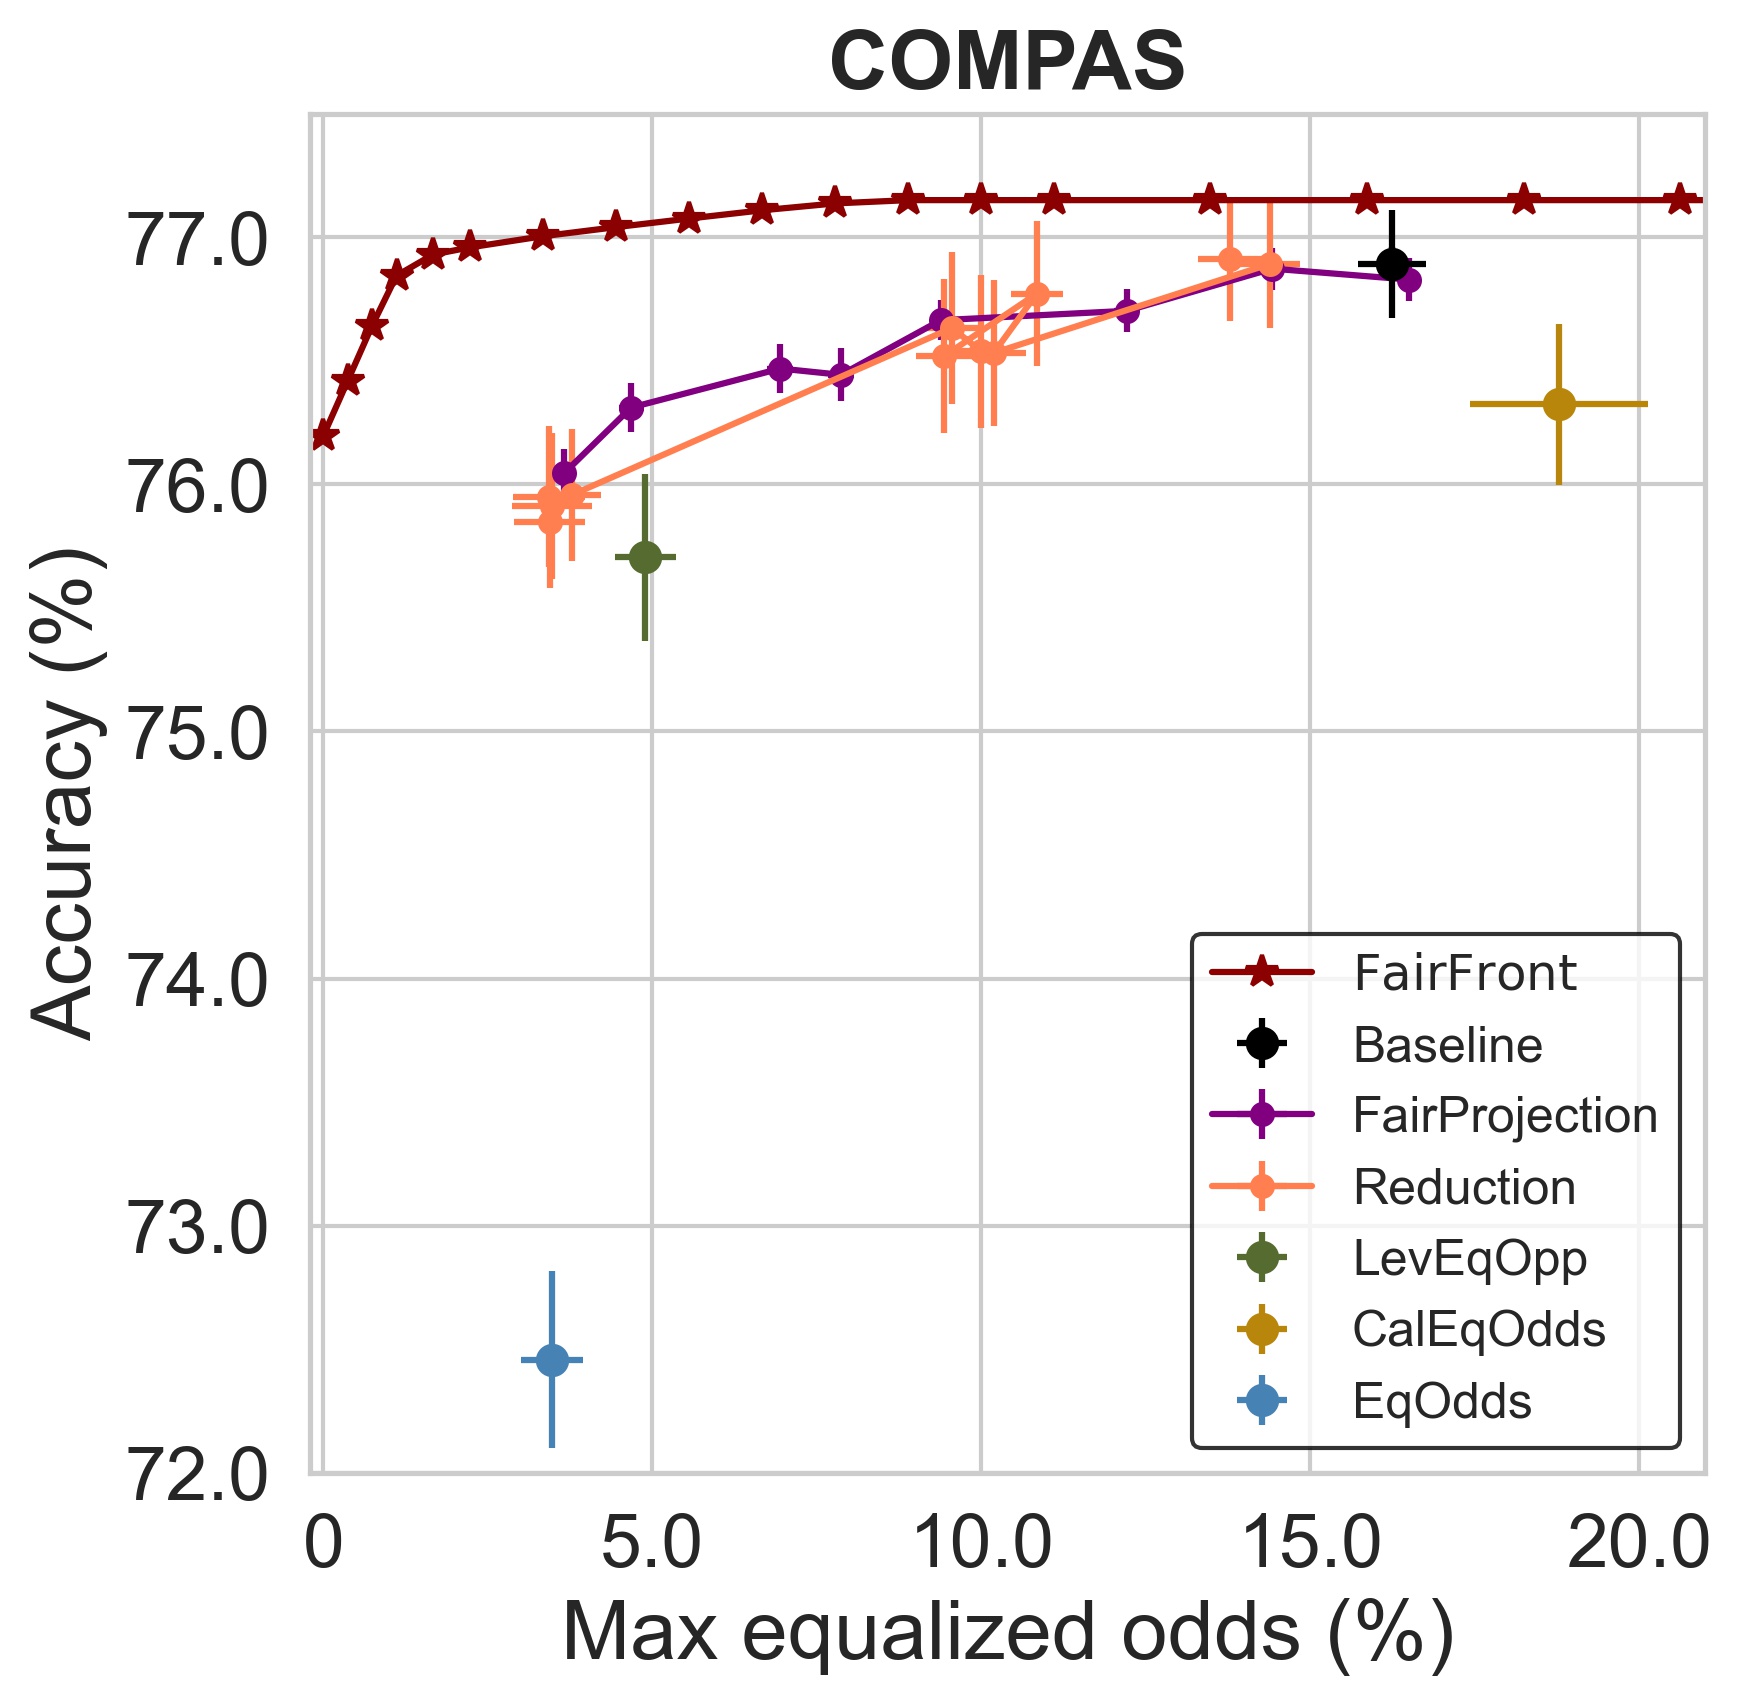 COMPAS
77.0
76.0
75.0
74.0
73.0
72.0
Accuracy (%)
FairFront
Baseline
FairProjection
Reduction
LevEqOpp
CalEqOdds
EqOdds
0 5.0 10.0 15.0 20.0
Max equalized odds (%)